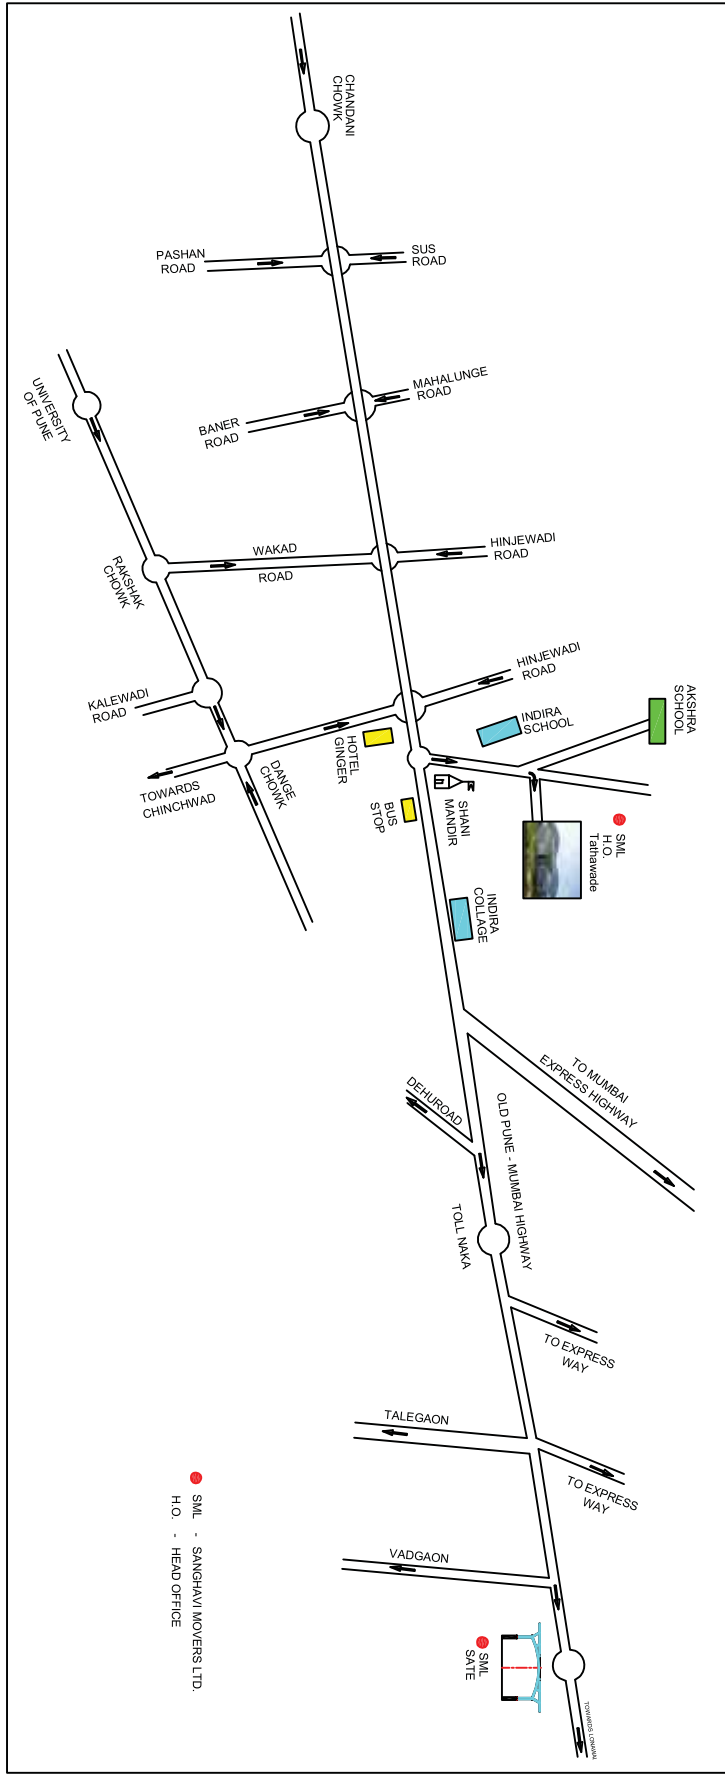 CHANDANI
CHOWK
PASHAN
ROAD
SUS
ROAD
MAHALUNGE
ROAD
BANER
ROAD
UNIVERSITY
OF PUNE
WAKAD
ROAD
HINJEWADI
ROAD
RAKSHAK
CHOWK
KALEWADI
ROAD
HINJEWADI
ROAD
AKSHRA
SCHOOL
INDIRA
SCHOOL
HOTEL
GINGER
DANGE
CHOWK
TOWARDS
CHINCHWAD
BUS
STOP
SHANI
MANDIR
SML
H.O.
Tathawade
INDIRA
COLLAGE
TO MUMBAI
EXPRESS HIGHWAY
DEHUROAD
OLD PUNE - MUMBAI HIGHWAY
TOLL NAKA
TO EXPRESS
WAY
TALEGAON
TO EXPRESS
WAY
VADGAON
SML
SATE
TOWARDS LONAWALA
SML - SANGHAVI MOVERS LTD.
H.O. - HEAD OFFICE